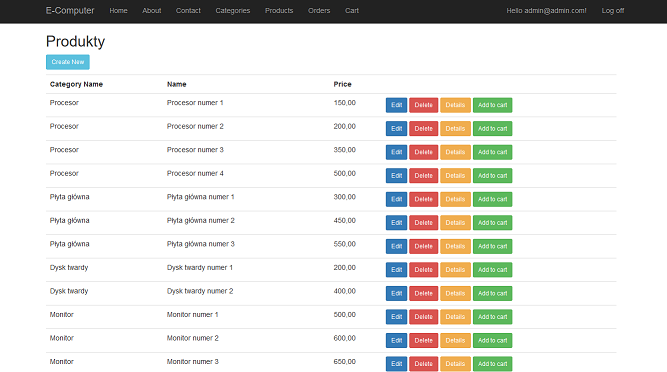 E-Computer Home About Contact Categories Products Orders Cart Hello admin@admin.com! Log off
Produkty
Create New
Category Name Name Price
Procesor Procesor numer 1 150,00 Edit Delete Details Add to cart
Procesor Procesor numer 2 200,00 Edit Delete Details Add to cart
Procesor Procesor numer 3 350,00 Edit Delete Details Add to cart
Procesor Procesor numer 4 500,00 Edit Delete Details Add to cart
Płyta główna Płyta główna numer 1 300,00 Edit Delete Details Add to cart
Płyta główna Płyta główna numer 2 450,00 Edit Delete Details Add to cart
Płyta główna Płyta główna numer 3 550,00 Edit Delete Details Add to cart
Dysk twardy Dysk twardy numer 1 200,00 Edit Delete Details Add to cart
Dysk twardy Dysk twardy numer 2 400,00 Edit Delete Details Add to cart
Monitor Monitor numer 1 500,00 Edit Delete Details Add to cart
Monitor Monitor numer 2 600,00 Edit Delete Details Add to cart
Monitor Monitor numer 3 650,00 Edit Delete Details Add to cart